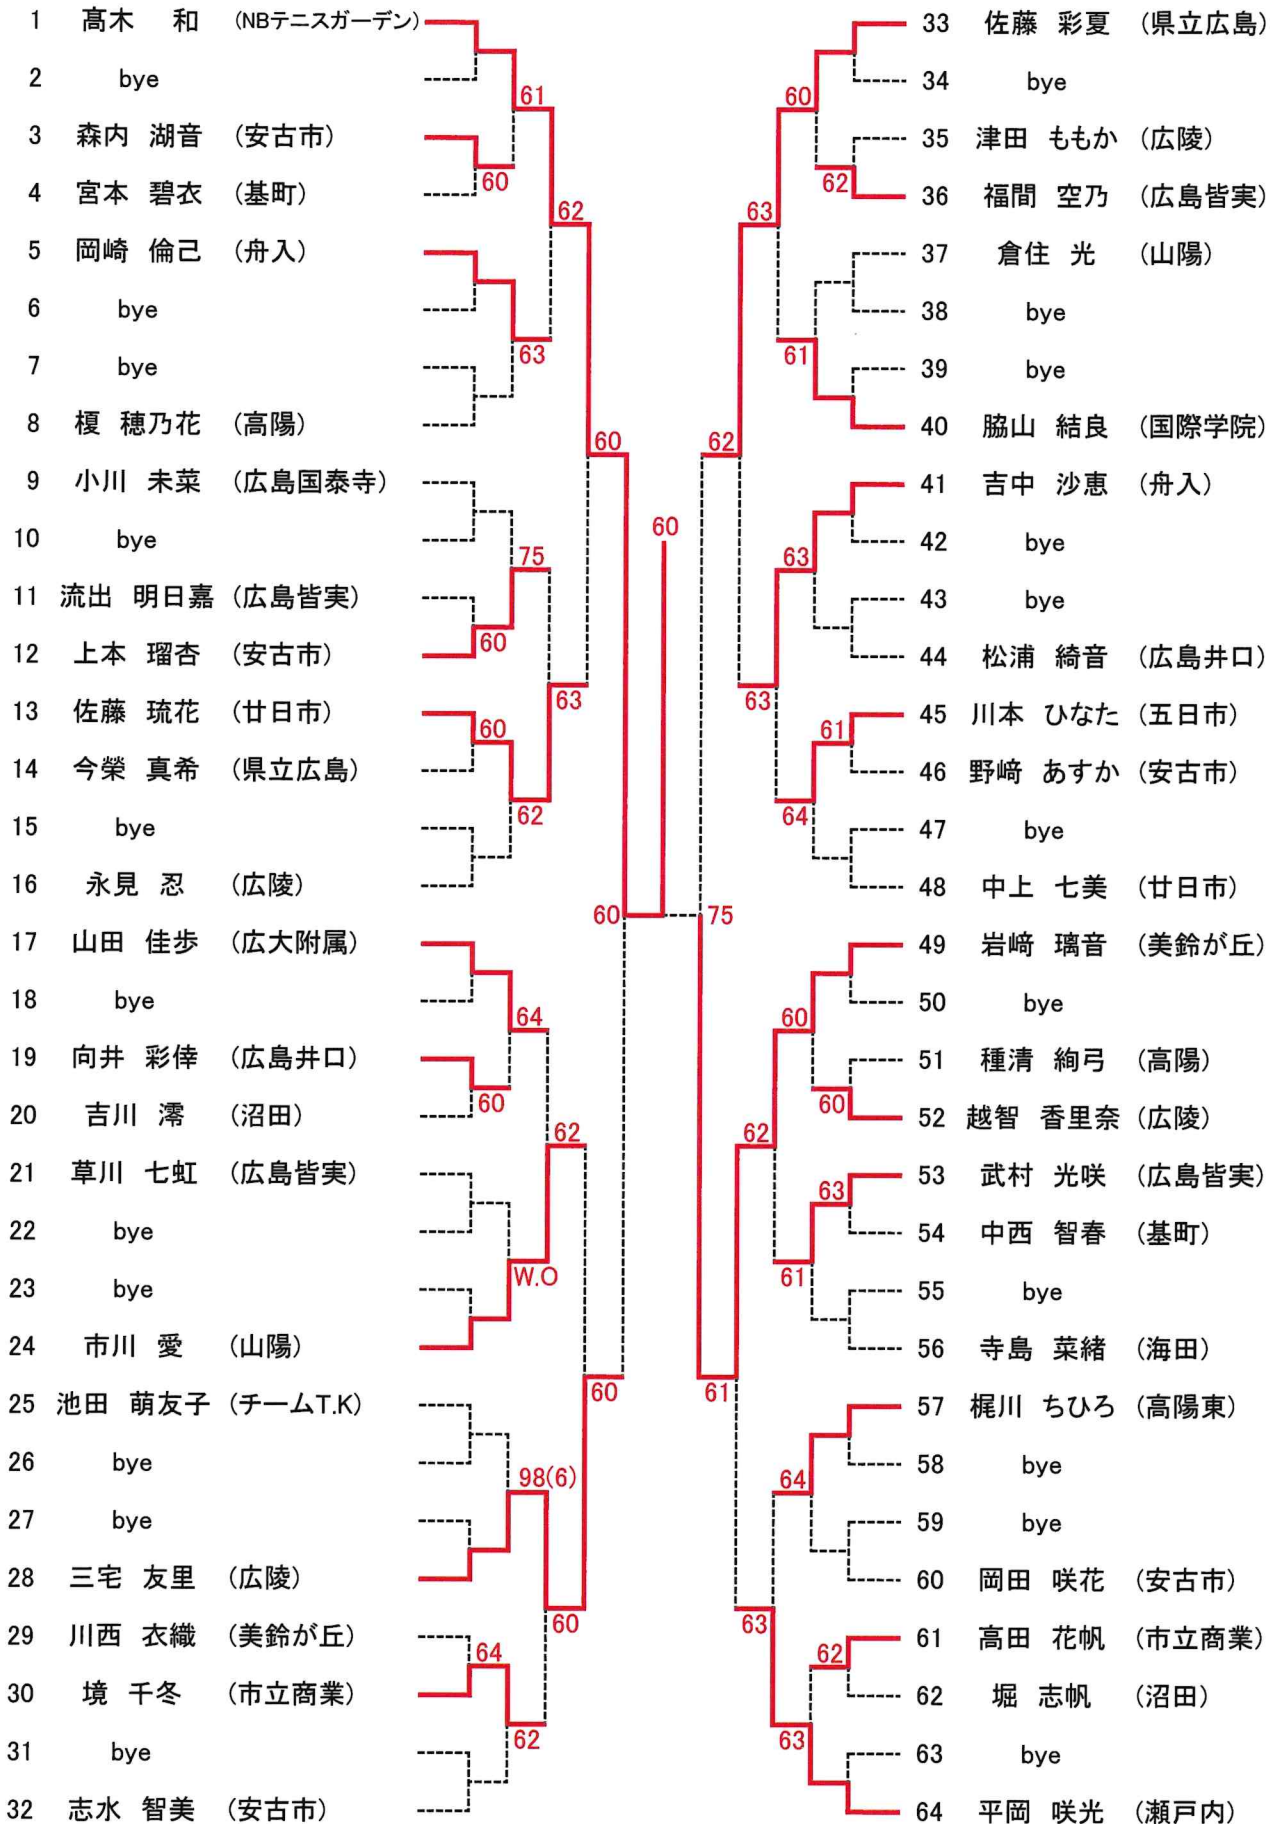 1 髙木 和 (NBテニスガーデン)
2 bye
61
3 森内 湖音 (安古市)
60
4 宮本 碧衣 (基町)
62
5 岡崎 倫己 (舟入)
6 bye
63
7 bye
8 榎 穂乃花 (高陽)
60
9 小川 未菜 (広島国泰寺)
10 bye
75
11 流出 明日嘉 (広島皆実)
60
12 上本 瑠杏 (安古市)
63
13 佐藤 琉花 (廿日市)
60
14 今榮 真希 (県立広島)
62
15 bye
16 永見 忍 (広陵)
60
17 山田 佳歩 (広大附属)
18 bye
64
19 向井 彩倖 (広島井口)
60
20 吉川 澪 (沼田)
62
21 草川 七虹 (広島皆実)
22 bye
W.O
23 bye
24 市川 愛 (山陽)
60
25 池田 萌友子 (チームT.K)
26 bye
98(6)
27 bye
28 三宅 友里 (広陵)
60
29 川西 衣織 (美鈴が丘)
64
30 境 千冬 (市立商業)
62
31 bye
32 志水 智美 (安古市)
60
33 佐藤 彩夏 (県立広島)
34 bye
60
35 津田 ももか (広陵)
62
36 福間 空乃 (広島皆実)
63
37 倉住 光 (山陽)
38 bye
61
39 bye
40 脇山 結良 (国際学院)
62
41 吉中 沙恵 (舟入)
42 bye
63
43 bye
44 松浦 綺音 (広島井口)
63
45 川本 ひなた (五日市)
61
46 野﨑 あすか (安古市)
64
47 bye
48 中上 七美 (廿日市)
75
49 岩﨑 璃音 (美鈴が丘)
50 bye
60
51 種清 絢弓 (高陽)
60
52 越智 香里奈 (広陵)
62
53 武村 光咲 (広島皆実)
63
54 中西 智春 (基町)
61
55 bye
56 寺島 菜緒 (海田)
61
57 梶川 ちひろ (高陽東)
58 bye
64
59 bye
60 岡田 咲花 (安古市)
63
61 高田 花帆 (市立商業)
62
62 堀 志帆 (沼田)
63
63 bye
64 平岡 咲光 (瀬戸内)